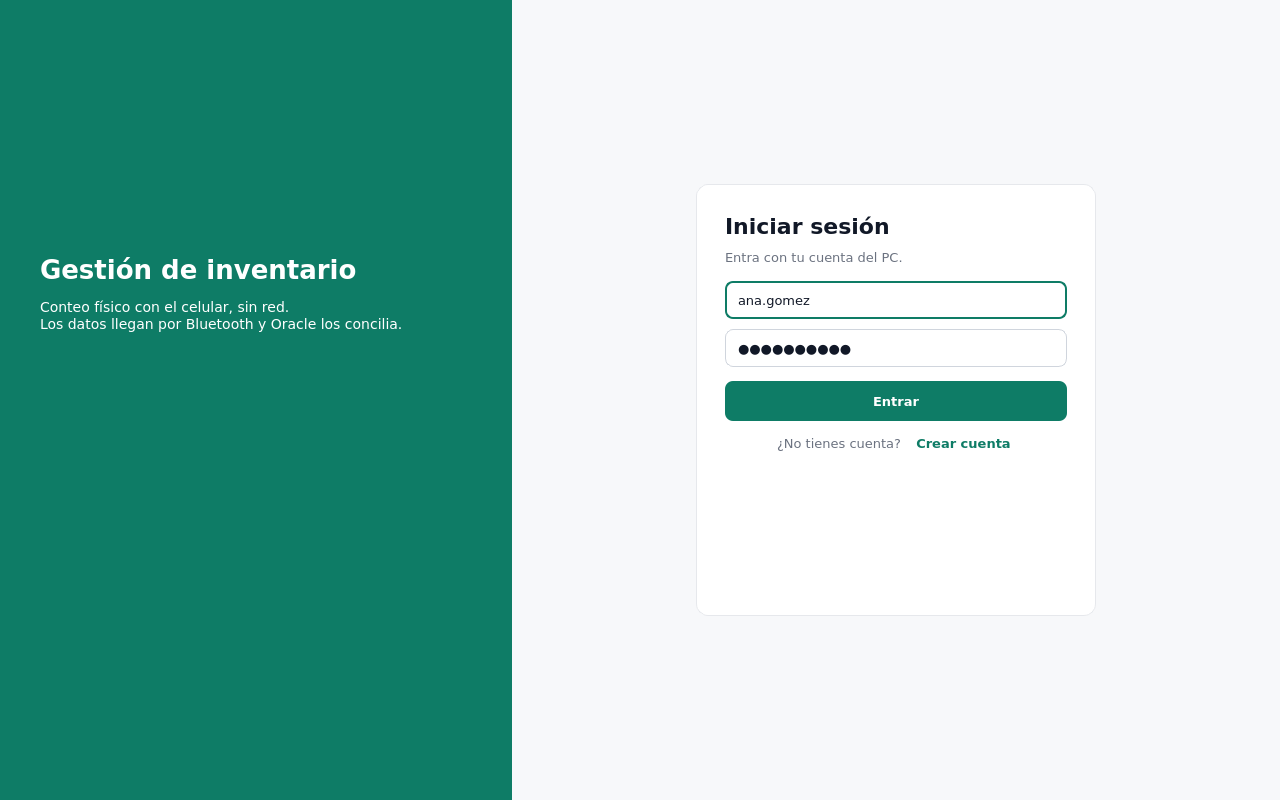 Gestión de inventario
Conteo físico con el celular, sin red.
Los datos llegan por Bluetooth y Oracle los concilia.
Iniciar sesión
Entra con tu cuenta del PC.
ana.gomez
●●●●●●●●●●
Entrar
¿No tienes cuenta? Crear cuenta